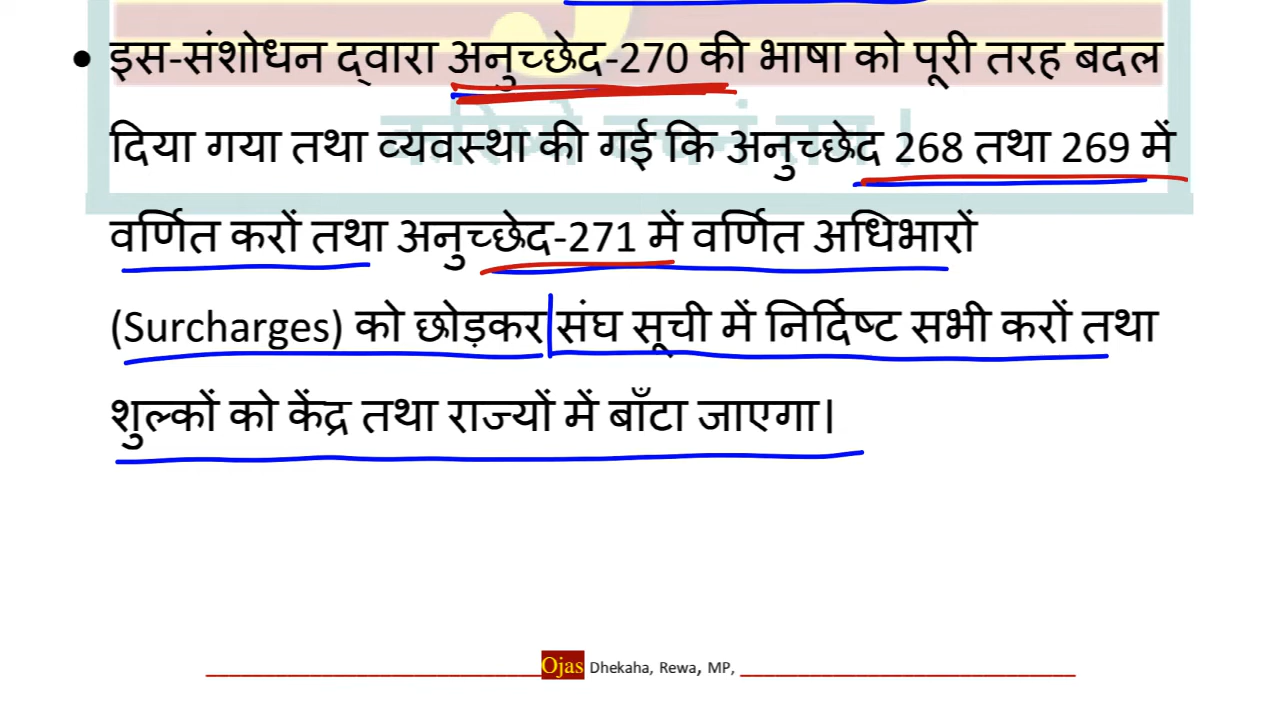 • इस-संशोधन द्वारा अनुच्छेद-270 की भाषा को पूरी तरह बदल
दिया गया तथा व्यवस्था की गई कि अनुच्छेद 268 तथा 269 में
वर्णित करों तथा अनुच्छेद-271 में वर्णित अधिभारों
(Surcharges) को छोड़कर संघ सूची में निर्दिष्ट सभी करों तथा
शुल्कों को केंद्र तथा राज्यों में बाँटा जाएगा।
Ojas Dhekaha, Rewa, MP,